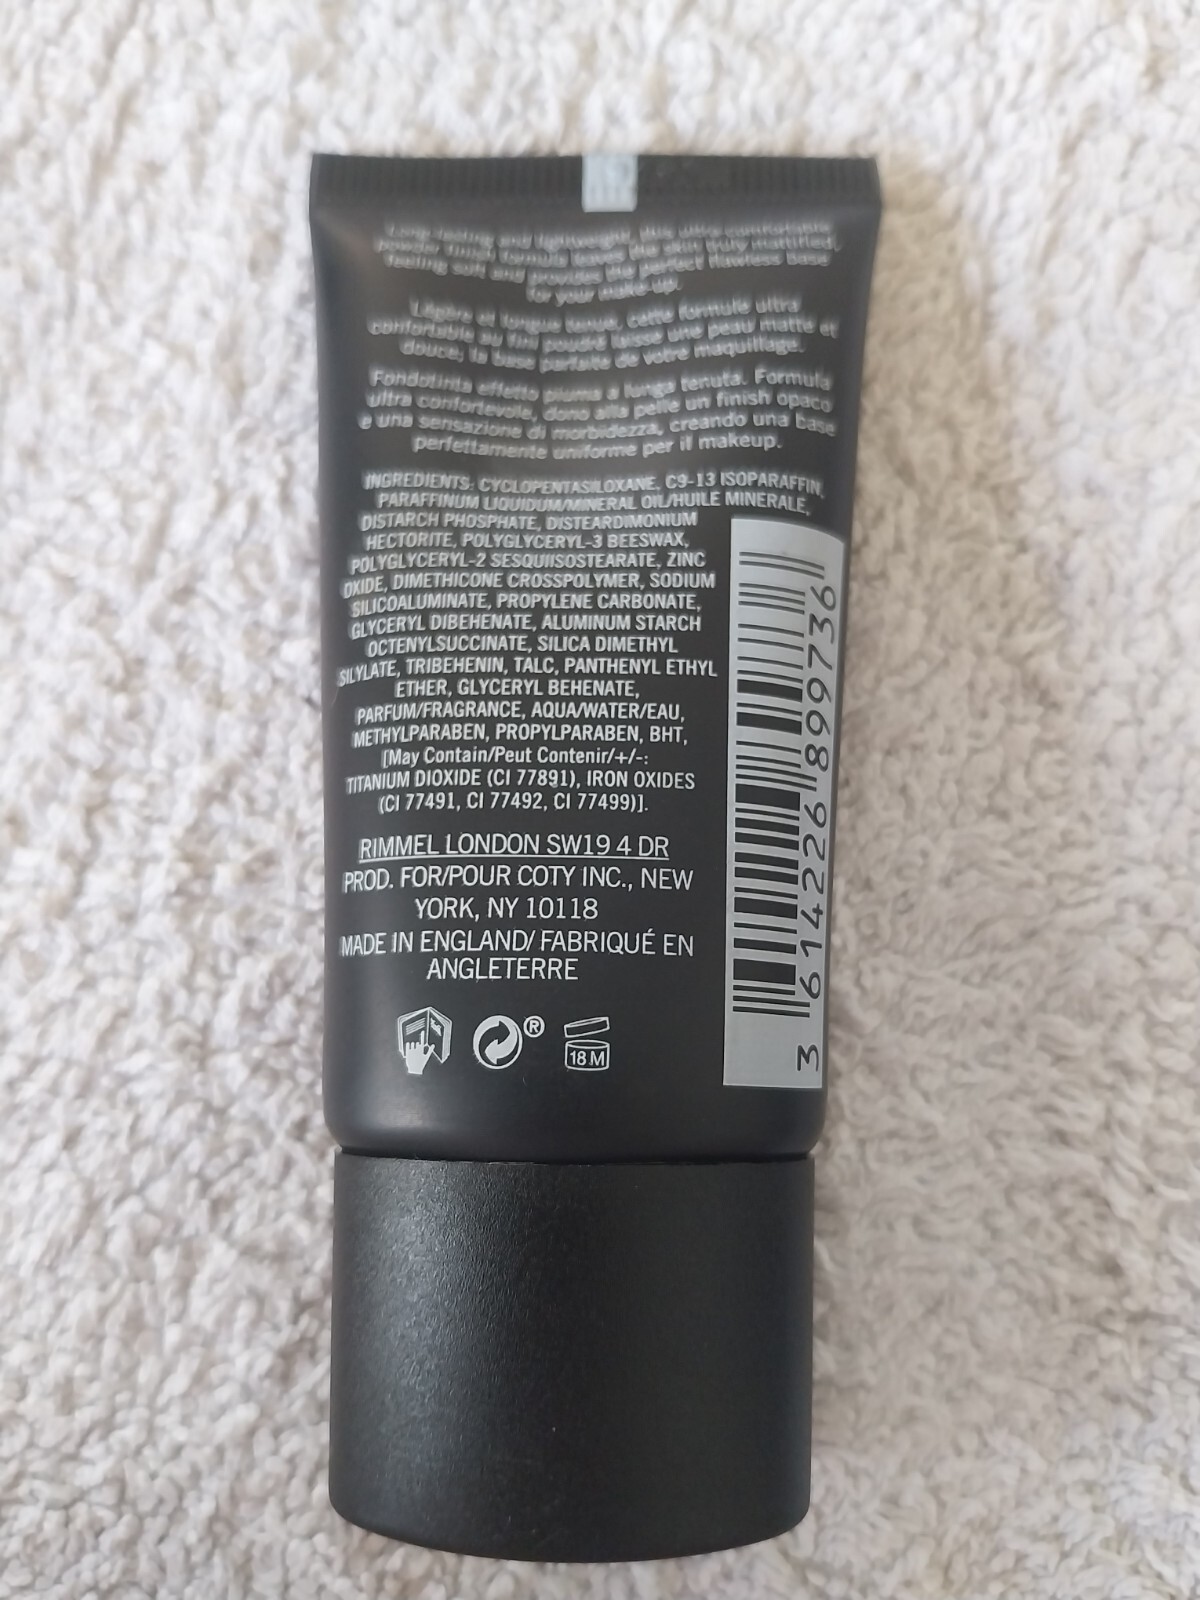 Long-lasting and lightweight, this ultra comfortable
powder finish formula leaves the skin truly mattified,
feeling soft and provides the perfect flawless base
for your make-up.
Légère et longue tenue, cette formule ultra
confortable au fini poudré laisse une peau matte et
douce, la base parfaite de votre maquillage.
Fondotinta effetto piuma a lunga tenuta. Formula
ultra confortevole, dona alla pelle un finish opaco
e una sensazione di morbidezza, creando una base
perfettamente uniforme per il makeup.
INGREDIENTS: CYCLOPENTASILOXANE, C9-13 ISOPARAFFIN,
PARAFFINUM LIQUIDUM/MINERAL OIL/HUILE MINERALE,
DISTARCH PHOSPHATE, DISTEARDIMONIUM
HECTORITE, POLYGLYCERYL-3 BEESWAX,
POLYGLYCERYL-2 SESQUIISOSTEARATE, ZINC
OXIDE, DIMETHICONE CROSSPOLYMER, SODIUM
SILICOALUMINATE, PROPYLENE CARBONATE,
GLYCERYL DIBEHENATE, ALUMINUM STARCH
OCTENYLSUCCINATE, SILICA DIMETHYL
SILYLATE, TRIBEHENIN, TALC, PANTHENYL ETHYL
ETHER, GLYCERYL BEHENATE,
PARFUM/FRAGRANCE, AQUA/WATER/EAU,
METHYLPARABEN, PROPYLPARABEN, BHT,
[May Contain/Peut Contenir/+/-:
TITANIUM DIOXIDE (CI 77891), IRON OXIDES
(CI 77491, CI 77492, CI 77499)].
RIMMEL LONDON SW19 4 DR
PROD. FOR/POUR COTY INC., NEW
YORK, NY 10118
MADE IN ENGLAND/ FABRIQUÉ EN
ANGLETERRE
®
18 M
3 614226 899736